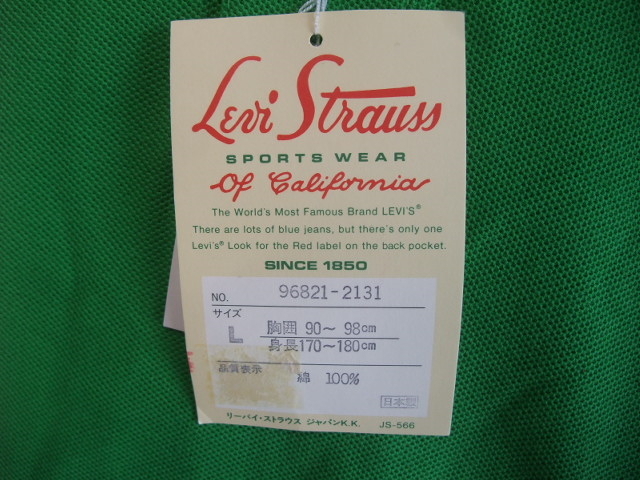 Levi Strauss
SPORTS WEAR
Of California
The World's Most Famous Brand LEVI'S®
There are lots of blue jeans, but there's only one
Levi's® Look for the Red label on the back pocket.
SINCE 1850
NO. 96821-2131
サイズ
L 胸囲 90～98cm
身長170～180cm
品質表示
綿 100%
日本製
リーバイ・ストラウス ジャパンK.K. JS-566